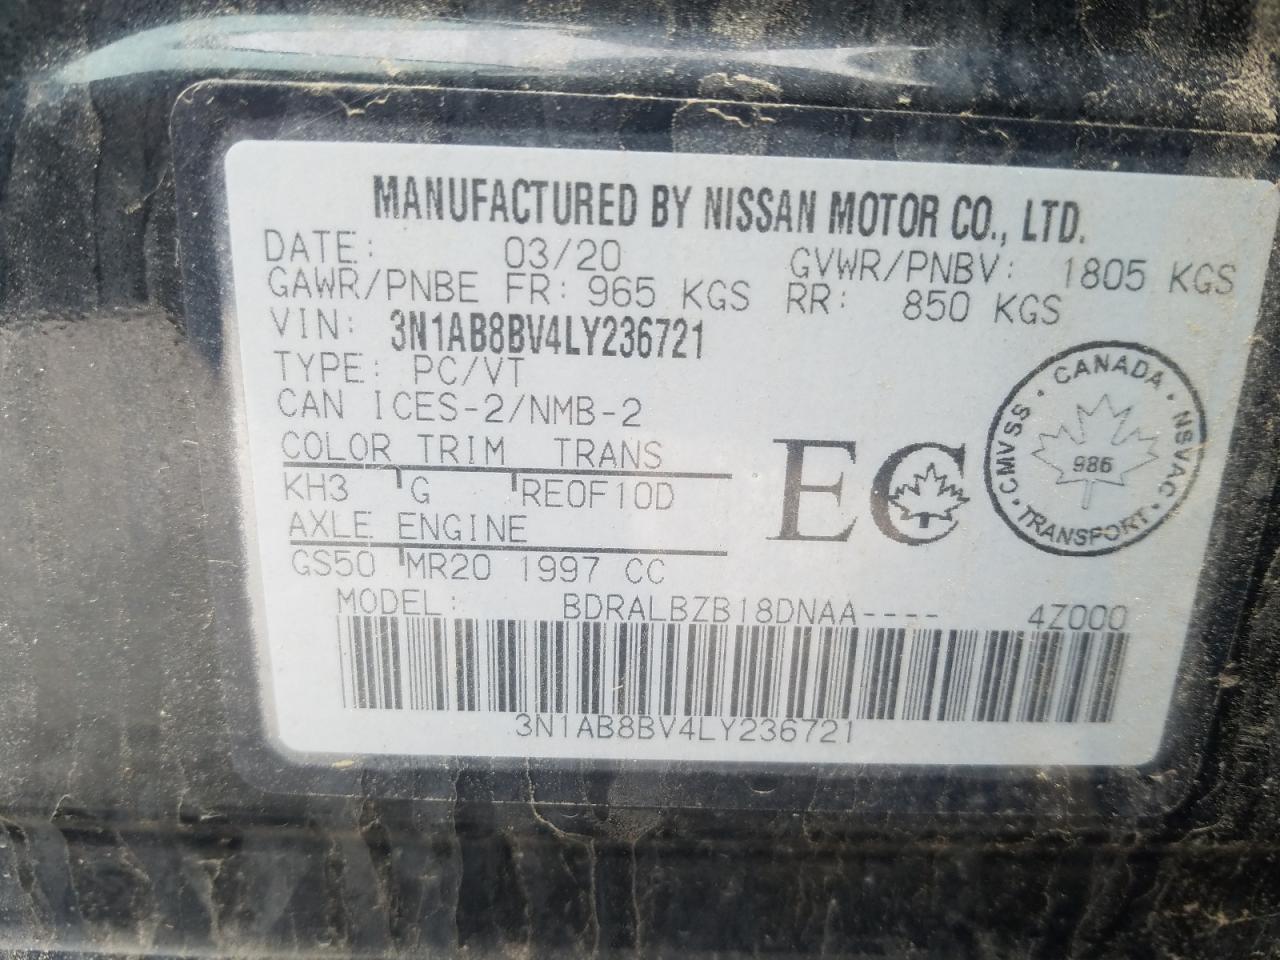 MANUFACTURED BY NISSAN MOTOR CO., LTD.
DATE: 03/20 GVWR/PNBV: 1805 KGS
GAWR/PNBE FR: 965 KGS RR: 850 KGS
VIN: 3N1AB8BV4LY236721
TYPE: PC/VT
CAN ICES-2/NMB-2
COLOR TRIM TRANS
KH3 G RE0F10D
AXLE ENGINE
GS50 MR20 1997 CC
EC
CANADA · NSVAC · TRANSPORT · CMVSS ·
986
MODEL: BDRALBZB18DNAA---- 4Z000
3N1AB8BV4LY236721